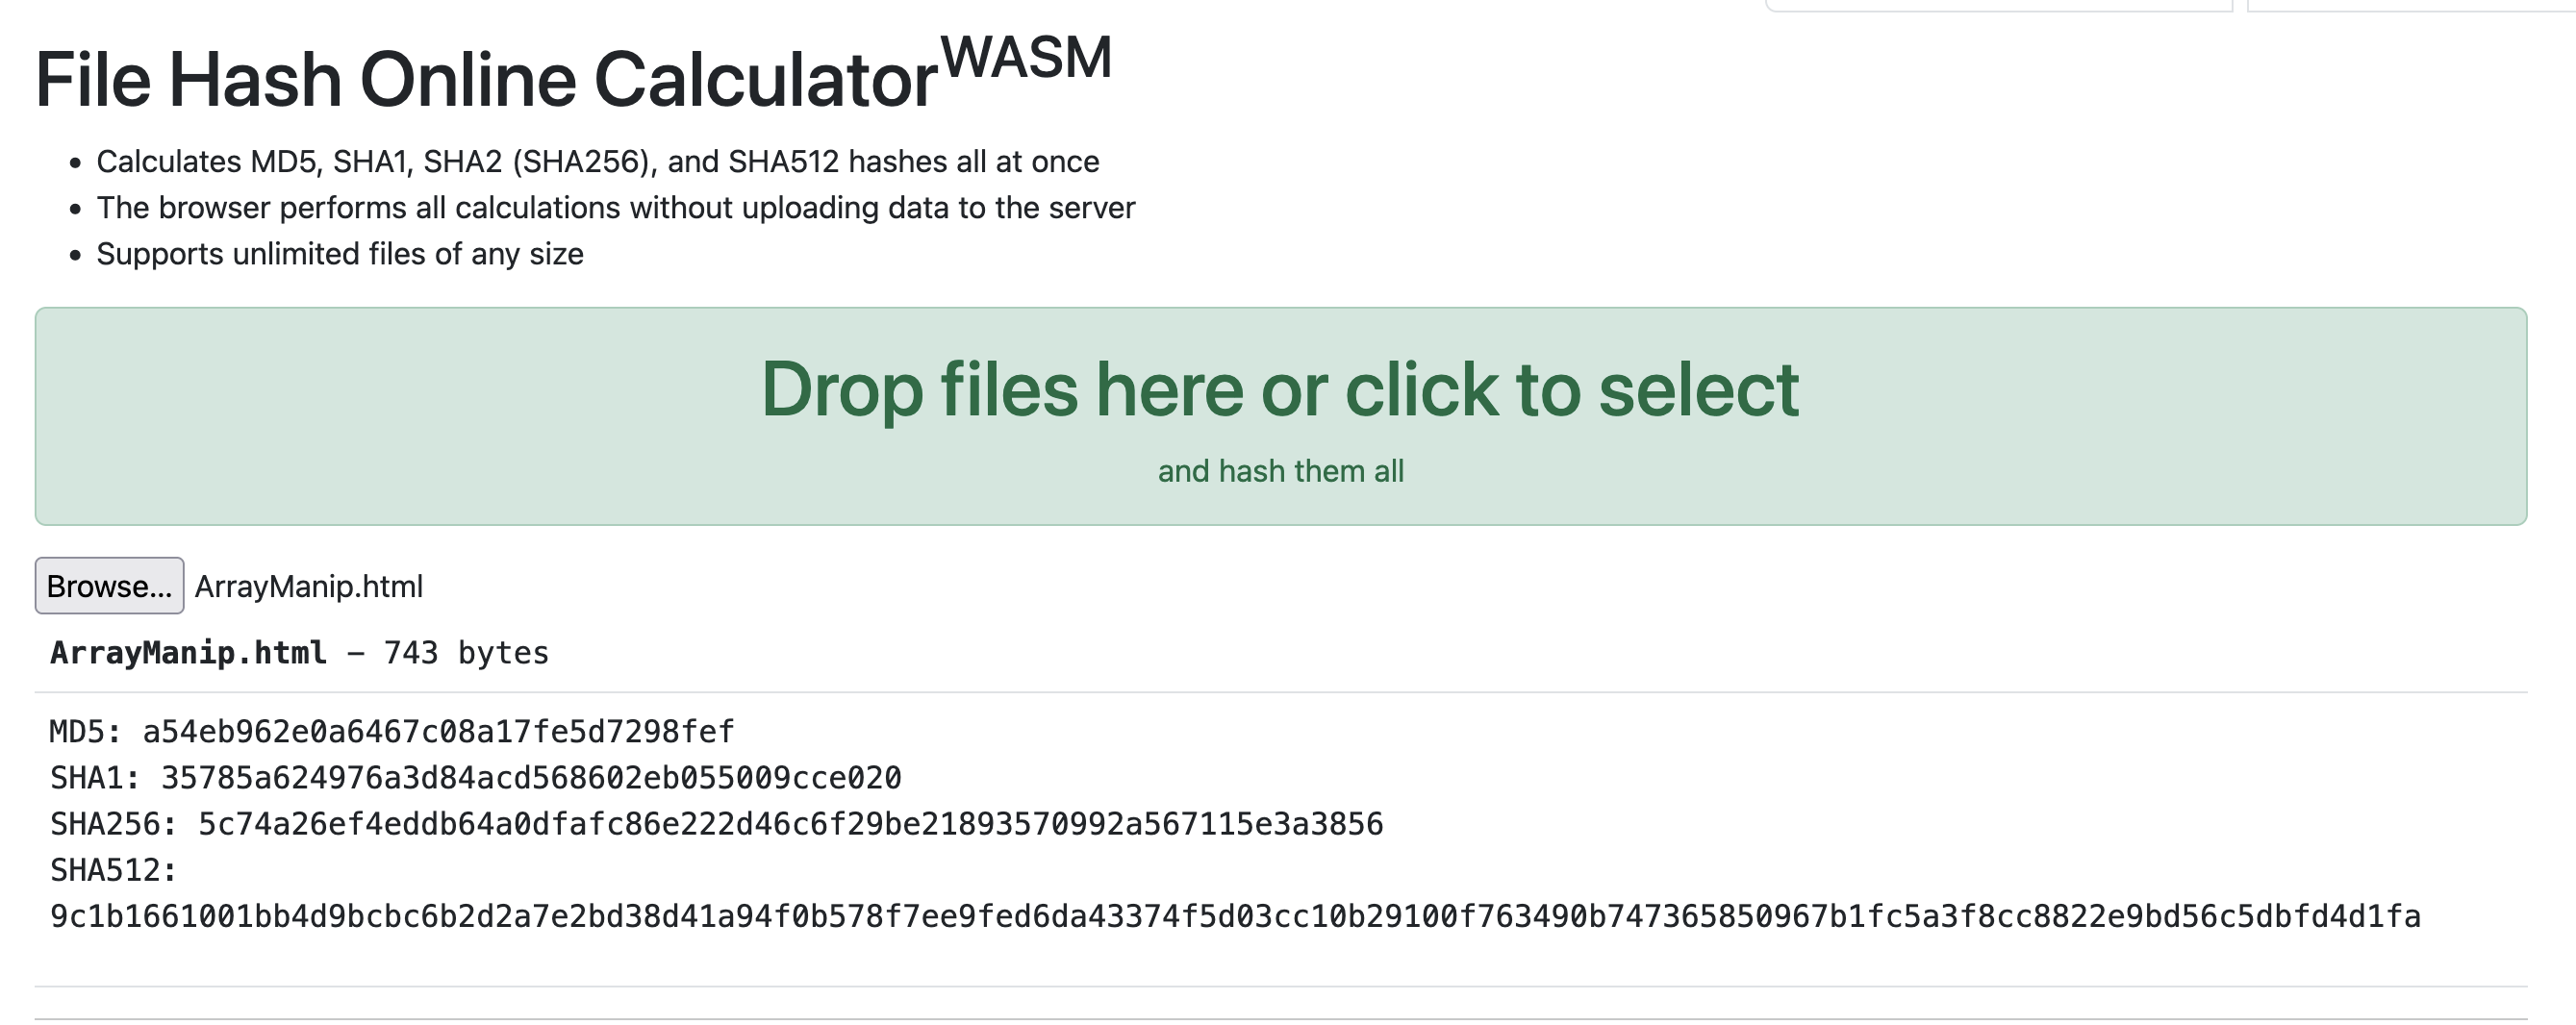 File Hash Online CalculatorWASM
Calculates MD5, SHA1, SHA2 (SHA256), and SHA512 hashes all at once
The browser performs all calculations without uploading data to the server
Supports unlimited files of any size
Drop files here or click to select
and hash them all
Browse... ArrayManip.html
ArrayManip.html – 743 bytes
MD5: a54eb962e0a6467c08a17fe5d7298fef
SHA1: 35785a624976a3d84acd568602eb055009cce020
SHA256: 5c74a26ef4eddb64a0dfafc86e222d46c6f29be21893570992a567115e3a3856
SHA512:
9c1b1661001bb4d9bcbc6b2d2a7e2bd38d41a94f0b578f7ee9fed6da43374f5d03cc10b29100f763490b747365850967b1fc5a3f8cc8822e9bd56c5dbfd4d1fa